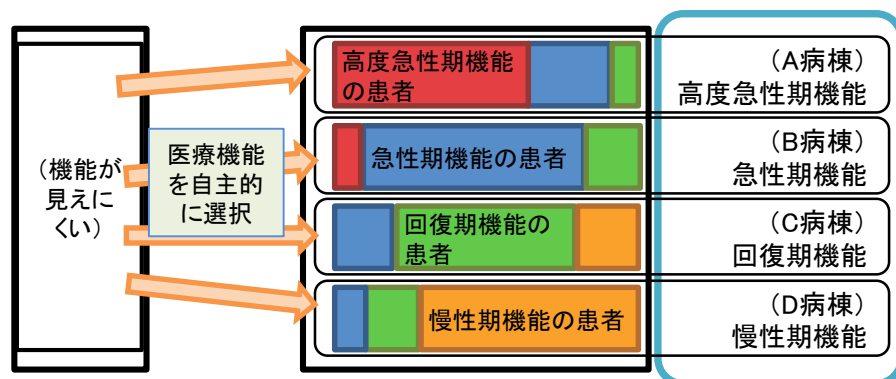 (機能が
見えに
くい)
医療機能
を自主的
に選択
高度急性期機能
の患者
(A病棟)
高度急性期機能
急性期機能の患者
(B病棟)
急性期機能
回復期機能の
患者
(C病棟)
回復期機能
慢性期機能の患者
(D病棟)
慢性期機能